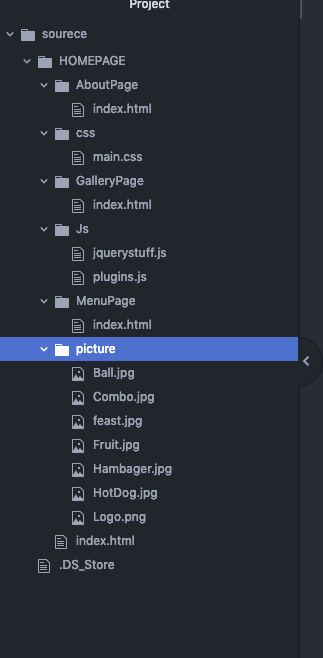 Project
sourece
HOMEPAGE
AboutPage
index.html
css
main.css
GalleryPage
index.html
Js
jquerystuff.js
plugins.js
MenuPage
index.html
picture
Ball.jpg
Combo.jpg
feast.jpg
Fruit.jpg
Hambager.jpg
HotDog.jpg
Logo.png
index.html
.DS_Store